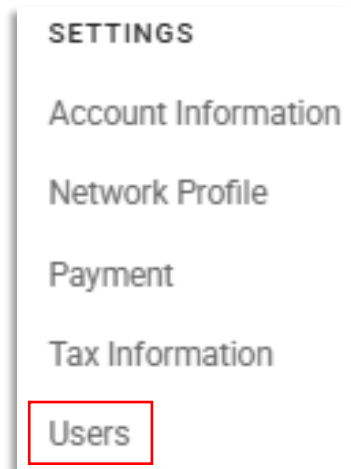 SETTINGS
Account Information
Network Profile
Payment
Tax Information
Users